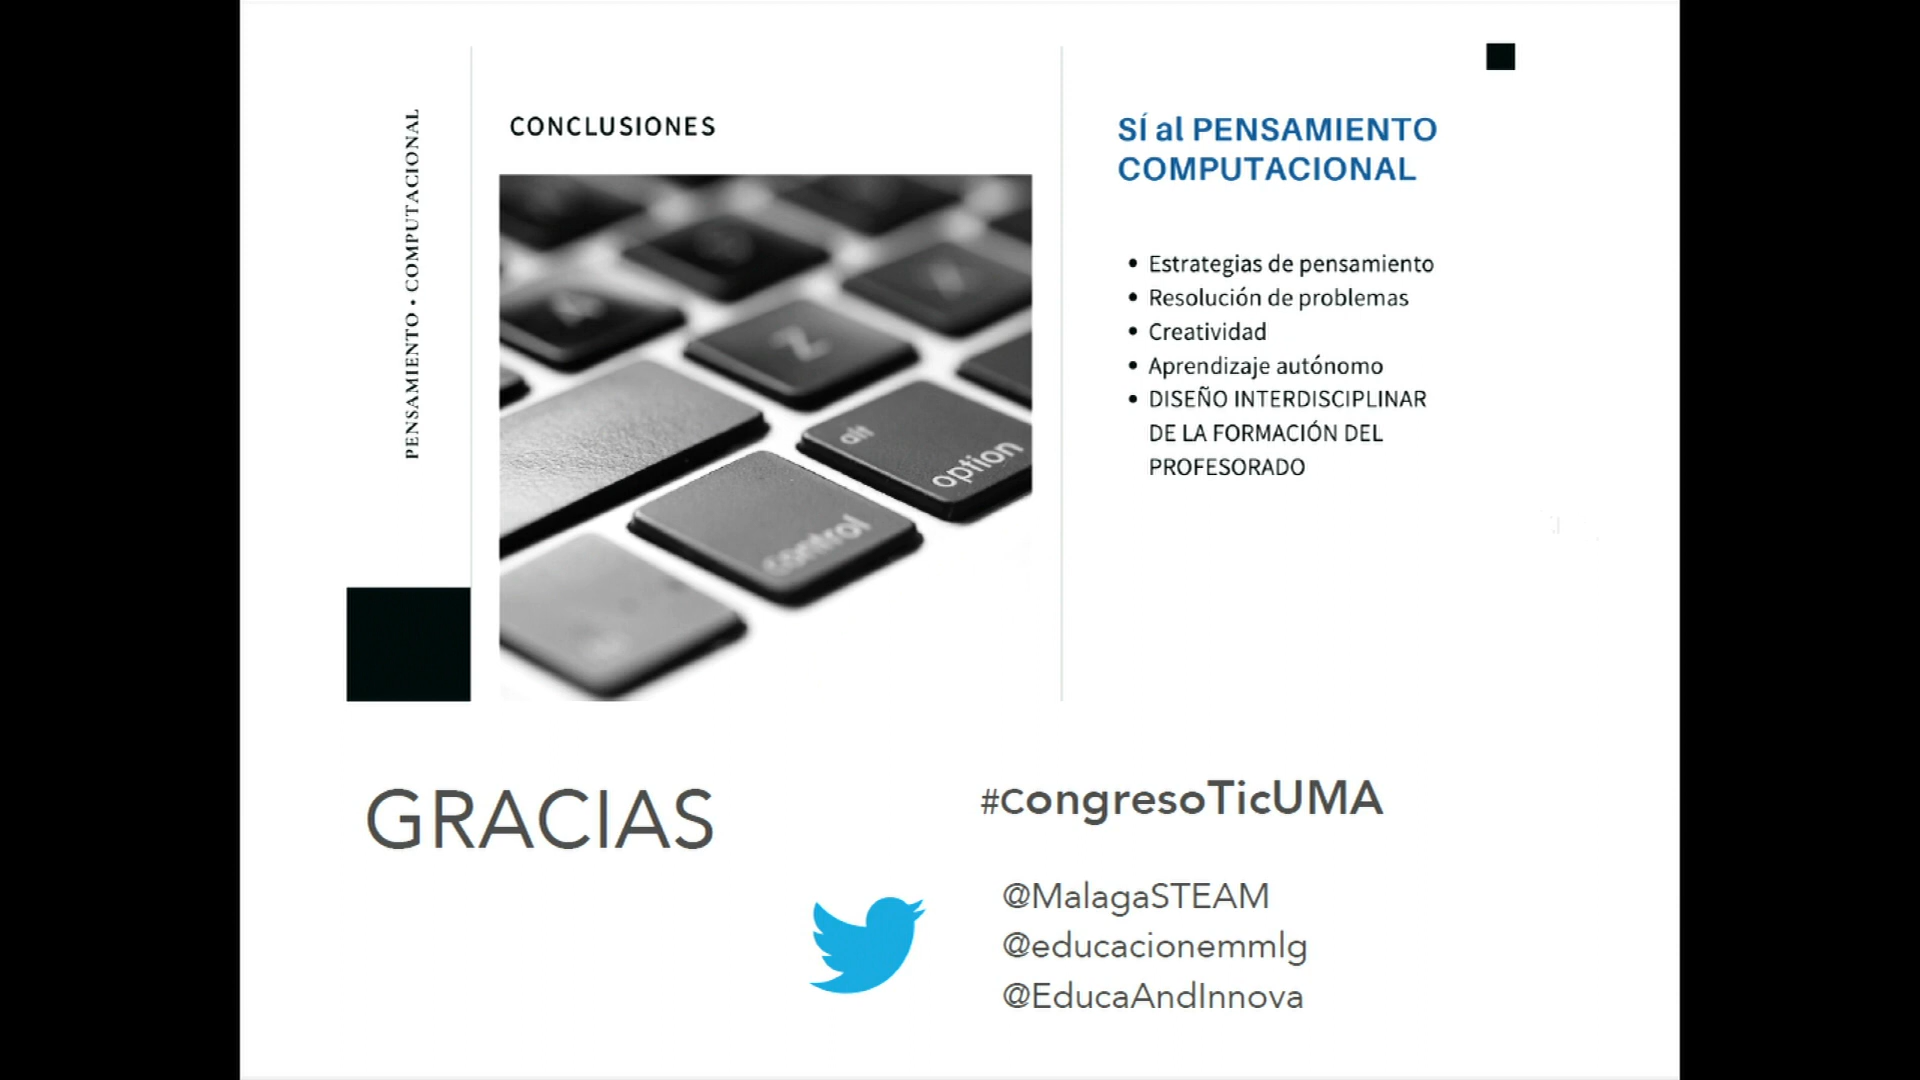 PENSAMIENTO • COMPUTACIONAL
CONCLUSIONES
Z
alt
option
control
SÍ al PENSAMIENTO
COMPUTACIONAL
• Estrategias de pensamiento
• Resolución de problemas
• Creatividad
• Aprendizaje autónomo
• DISEÑO INTERDISCIPLINAR
DE LA FORMACIÓN DEL
PROFESORADO
GRACIAS
#congresoTicUMA
@MalagaSTEAM
@educacionemmlg
@EducaAndInnova